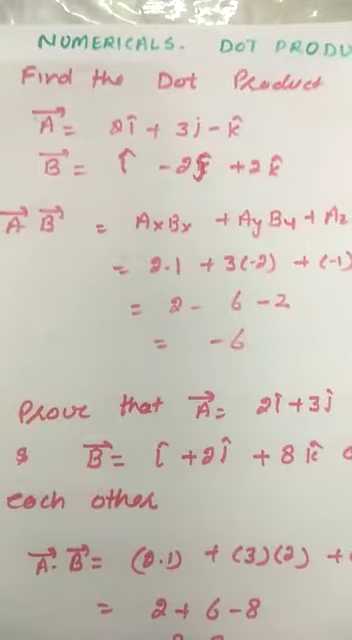 NUMERICALS. DOT PRODU
Find the Dot Product
A⃗ = 2î + 3j - k̂
B⃗ = î - 2ĵ + 2k̂
A⃗ B⃗ = AxBx + AyBy + Az
= 2.1 + 3(-2) + (-1)
= 2 - 6 - 2
= -6
Prove that A⃗ = 2î + 3ĵ
& B⃗ = î + 2ĵ + 8k̂
each other
A⃗. B⃗ = (2.1) + (3)(2) +
= 2 + 6 - 8